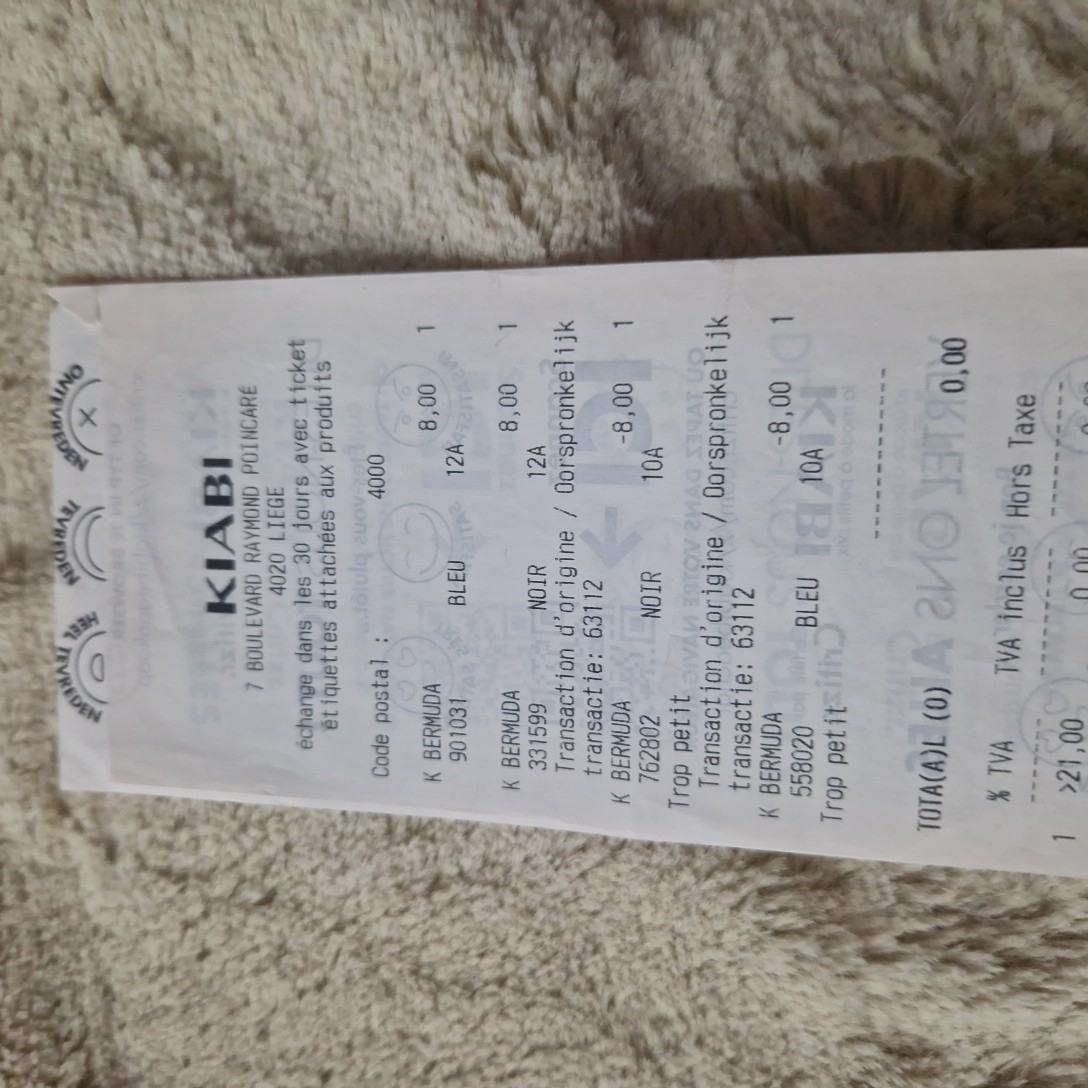 HEEL TEVREDEN
TEVREDEN
ONTEVREDEN
KIABI
7 BOULEVARD RAYMOND POINCARÉ
4020 LIEGE
échange dans les 30 jours avec ticket
étiquettes attachées aux produits
Code postal : 4000
K BERMUDA 8,00 1
901031 BLEU 12A
K BERMUDA 8,00 1
331599 NOIR 12A
Transaction d'origine / Oorspronkelijk
transactie: 63112
K BERMUDA -8,00 1
762802 NOIR 10A
Trop petit
Transaction d'origine / Oorspronkelijk
transactie: 63112
K BERMUDA -8,00 1
558020 BLEU 10A
Trop petit
TOTA(A)L (0) 0,00
% TVA TVA inclus Hors Taxe
1 >21,00 0,00